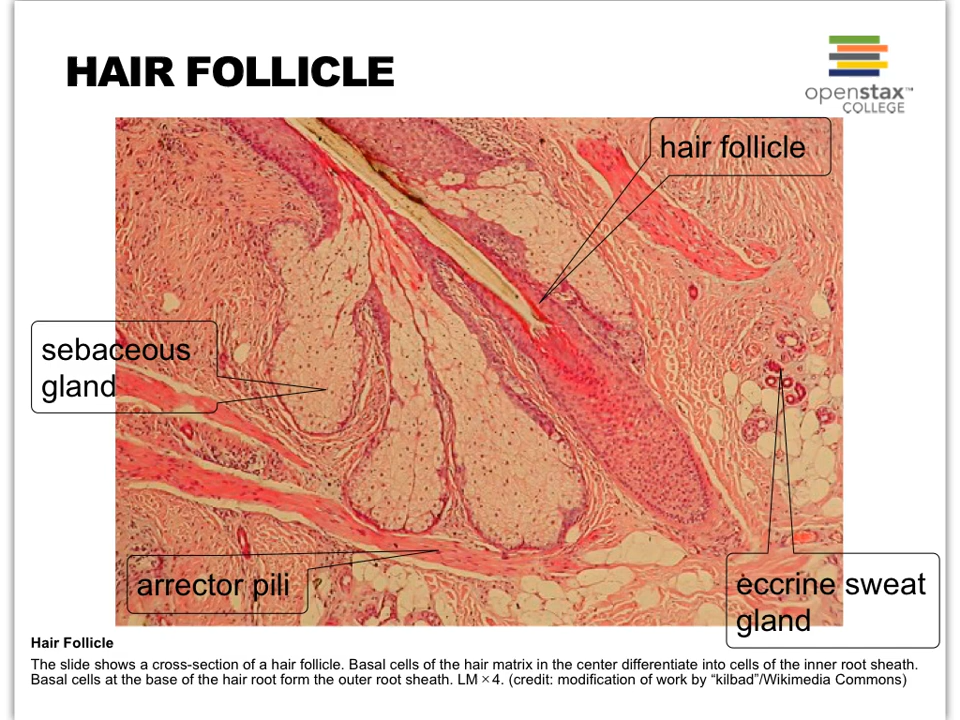 HAIR FOLLICLE
openstax™
COLLEGE
hair follicle
sebaceous
gland
arrector pili
eccrine sweat
gland
Hair Follicle
The slide shows a cross-section of a hair follicle. Basal cells of the hair matrix in the center differentiate into cells of the inner root sheath.
Basal cells at the base of the hair root form the outer root sheath. LM × 4. (credit: modification of work by “kilbad”/Wikimedia Commons)